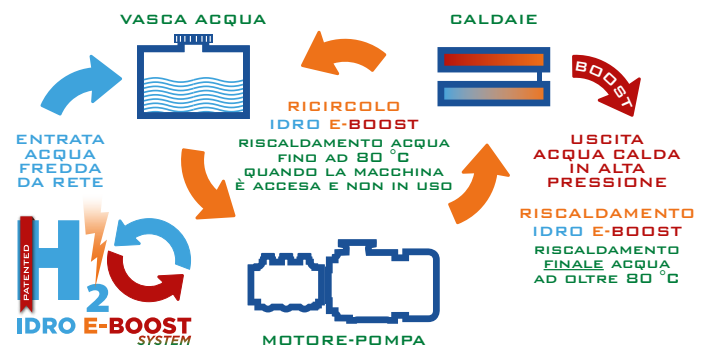 VASCA ACQUA
CALDAIE
BOOST
RICIRCOLO
IDRO E-BOOST
RISCALDAMENTO ACQUA
FINO AD 80 °C
QUANDO LA MACCHINA
È ACCESA E NON IN USO
ENTRATA
ACQUA
FREDDA
DA RETE
USCITA
ACQUA CALDA
IN ALTA
PRESSIONE
RISCALDAMENTO
IDRO E-BOOST
RISCALDAMENTO
FINALE ACQUA
AD OLTRE 80 °C
PATENTED
H2O
IDRO E-BOOST
SYSTEM
MOTORE-POMPA